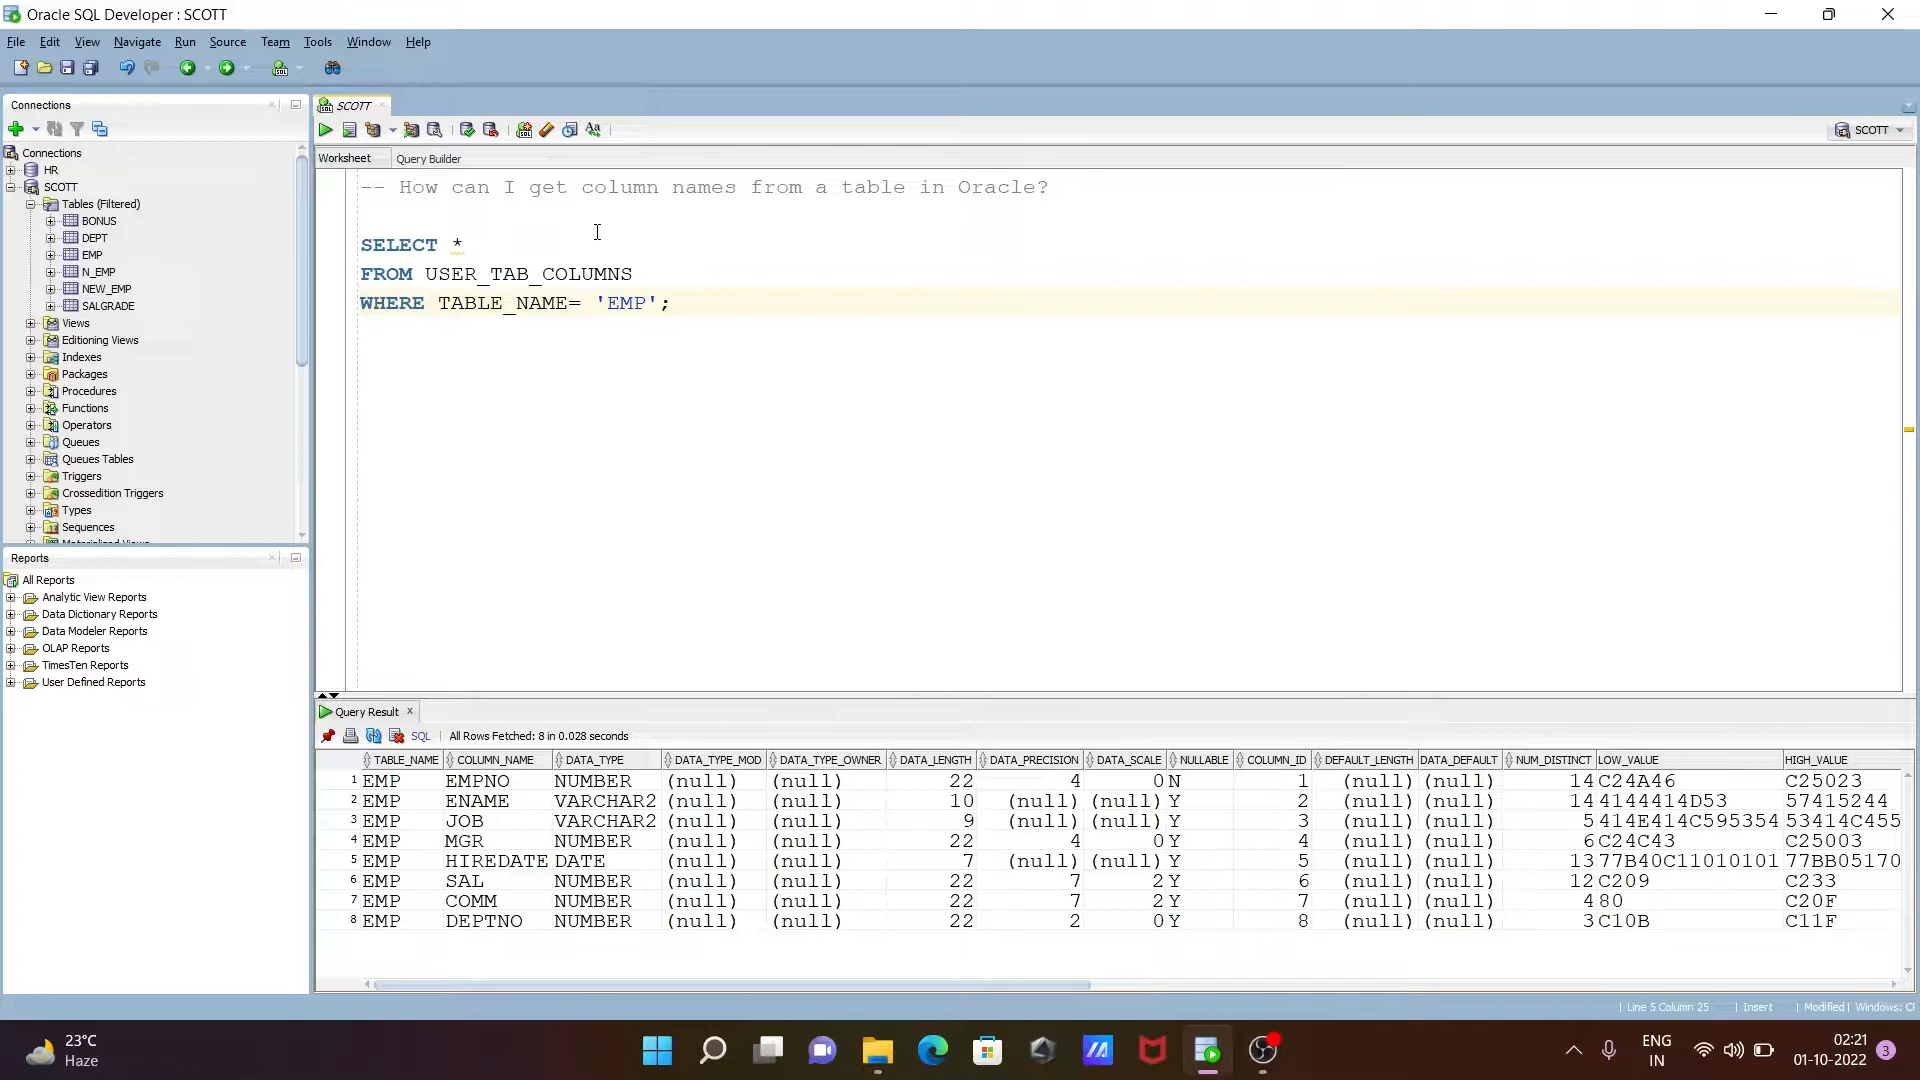 Oracle SQL Developer : SCOTT
File Edit View Navigate Run Source Team Tools Window Help
Connections
Connections
HR
SCOTT
Tables (Filtered)
BONUS
DEPT
EMP
N_EMP
NEW_EMP
SALGRADE
Views
Editioning Views
Indexes
Packages
Procedures
Functions
Operators
Queues
Queues Tables
Triggers
Crossedition Triggers
Types
Sequences
Reports
All Reports
Analytic View Reports
Data Dictionary Reports
Data Modeler Reports
OLAP Reports
TimesTen Reports
User Defined Reports
SCOTT
SCOTT
Worksheet Query Builder
-- How can I get column names from a table in Oracle?
SELECT *
FROM USER_TAB_COLUMNS
WHERE TABLE_NAME= 'EMP';
Query Result
SQL | All Rows Fetched: 8 in 0.028 seconds
TABLE_NAME COLUMN_NAME DATA_TYPE DATA_TYPE_MOD DATA_TYPE_OWNER DATA_LENGTH DATA_PRECISION DATA_SCALE NULLABLE COLUMN_ID DEFAULT_LENGTH DATA_DEFAULT NUM_DISTINCT LOW_VALUE HIGH_VALUE
1 EMP EMPNO NUMBER (null) (null) 22 4 0 N 1 (null) (null) 14 C24A46 C25023
2 EMP ENAME VARCHAR2 (null) (null) 10 (null) (null) Y 2 (null) (null) 14 4144414D53 57415244
3 EMP JOB VARCHAR2 (null) (null) 9 (null) (null) Y 3 (null) (null) 5 414E414C595354 53414C455
4 EMP MGR NUMBER (null) (null) 22 4 0 Y 4 (null) (null) 6 C24C43 C25003
5 EMP HIREDATE DATE (null) (null) 7 (null) (null) Y 5 (null) (null) 13 77B40C11010101 77BB05170
6 EMP SAL NUMBER (null) (null) 22 7 2 Y 6 (null) (null) 12 C209 C233
7 EMP COMM NUMBER (null) (null) 22 7 2 Y 7 (null) (null) 4 80 C20F
8 EMP DEPTNO NUMBER (null) (null) 22 2 0 Y 8 (null) (null) 3 C10B C11F
| Line 5 Column 25 | Insert | Modified | Windows:
23°C
Haze
ENG
IN
02:21
01-10-2022
3